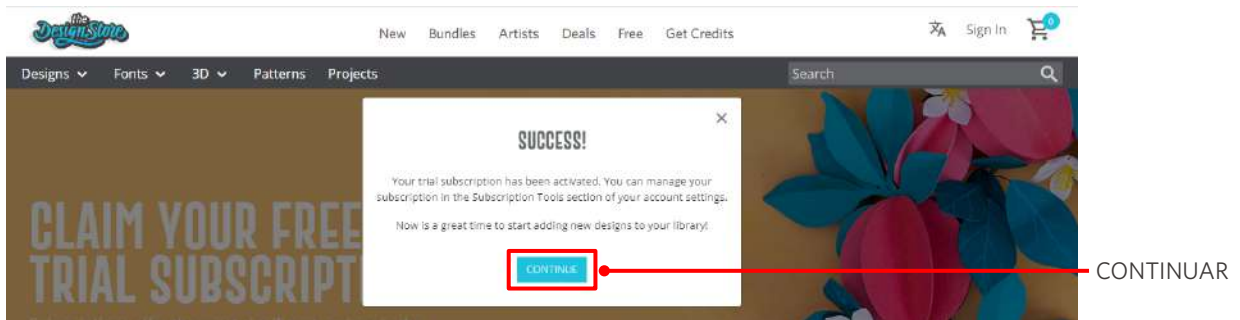 the
Design Store
New Bundles Artists Deals Free Get Credits
文A Sign In 0
Designs Fonts 3D Patterns Projects
Search
SUCCESS!
Your trial subscription has been activated. You can manage your
subscription in the Subscription Tools section of your account settings.
Now is a great time to start adding new designs to your library!
CLAIM YOUR FREE
TRIAL SUBSCRIPTI
CONTINUE
CONTINUAR